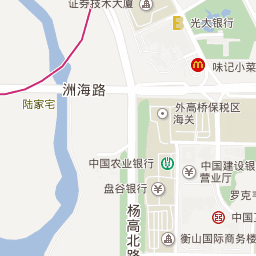 证券技术大厦
光大银行
味记小菜
洲海路
陆家宅
外高桥保税区
海关
中国农业银行
中国建设银
营业厅
盘谷银行
罗克
杨高北路
中国
衡山国际商务楼